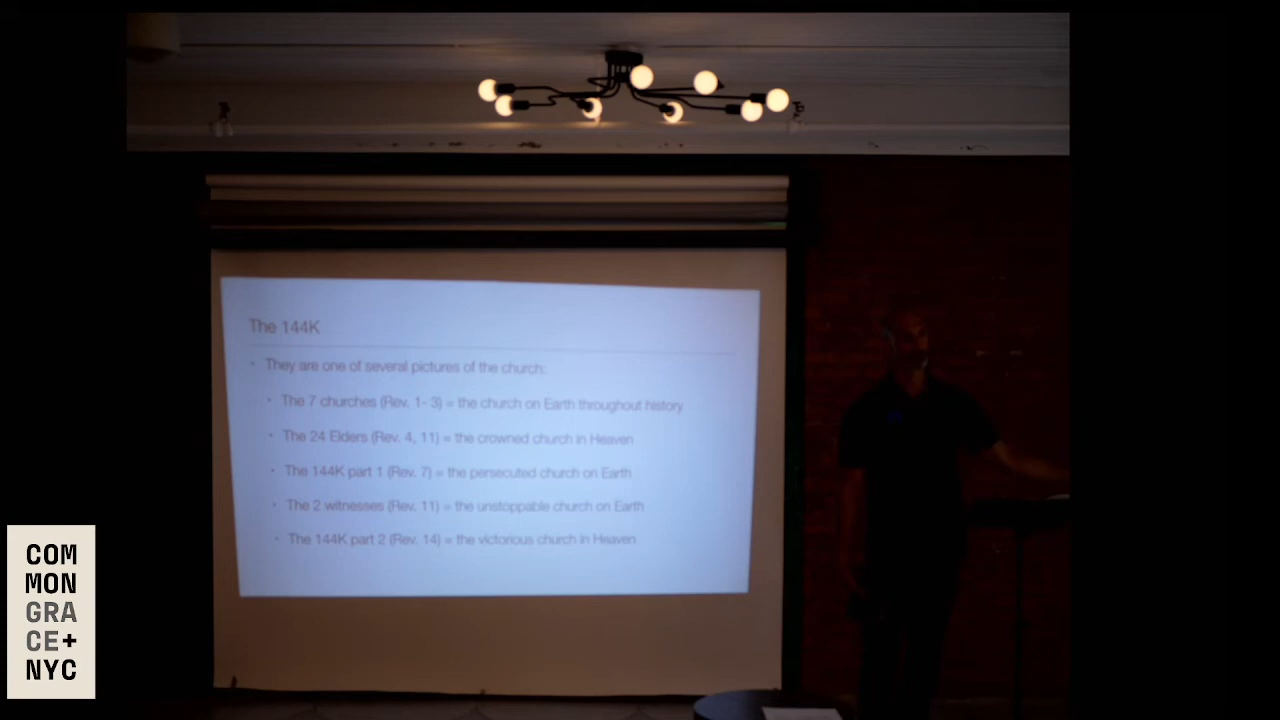 The 144K
• They are one of several pictures of the church:
• The 7 churches (Rev. 1- 3) = the church on Earth throughout history
• The 24 Elders (Rev. 4, 11) = the crowned church in Heaven
• The 144K part 1 (Rev. 7) = the persecuted church on Earth
• The 2 witnesses (Rev. 11) = the unstoppable church on Earth
• The 144K part 2 (Rev. 14) = the victorious church in Heaven
COM
MON
GRA
CE+
NYC